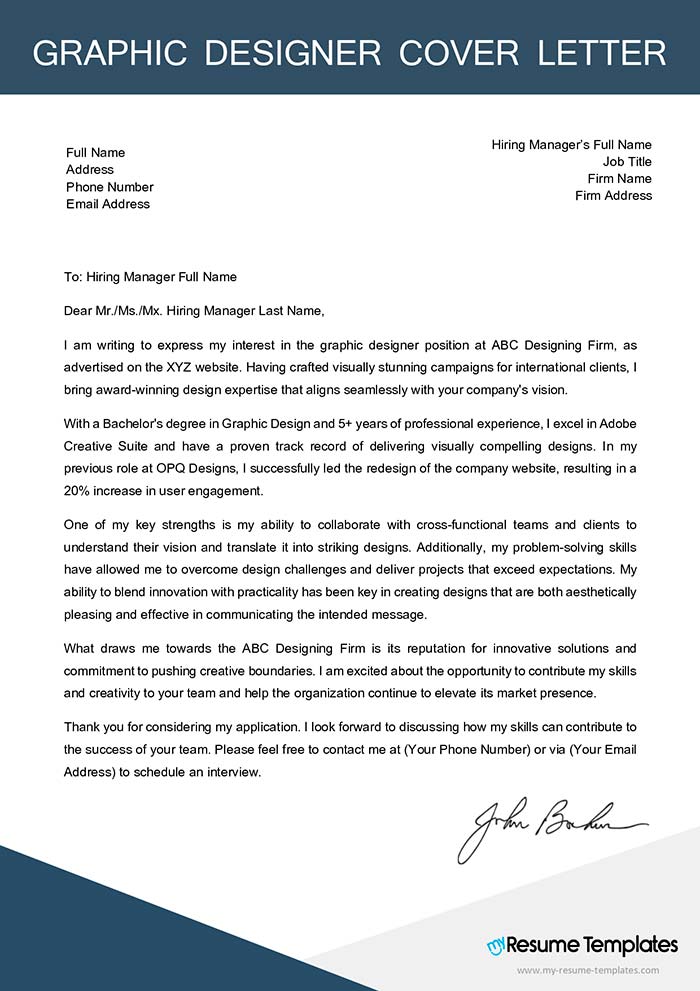 GRAPHIC DESIGNER COVER LETTER
Full Name
Address
Phone Number
Email Address
Hiring Manager's Full Name
Job Title
Firm Name
Firm Address
To: Hiring Manager Full Name
Dear Mr./Ms./Mx. Hiring Manager Last Name,
I am writing to express my interest in the graphic designer position at ABC Designing Firm, as
advertised on the XYZ website. Having crafted visually stunning campaigns for international clients, I
bring award-winning design expertise that aligns seamlessly with your company's vision.
With a Bachelor's degree in Graphic Design and 5+ years of professional experience, I excel in Adobe
Creative Suite and have a proven track record of delivering visually compelling designs. In my
previous role at OPQ Designs, I successfully led the redesign of the company website, resulting in a
20% increase in user engagement.
One of my key strengths is my ability to collaborate with cross-functional teams and clients to
understand their vision and translate it into striking designs. Additionally, my problem-solving skills
have allowed me to overcome design challenges and deliver projects that exceed expectations. My
ability to blend innovation with practicality has been key in creating designs that are both aesthetically
pleasing and effective in communicating the intended message.
What draws me towards the ABC Designing Firm is its reputation for innovative solutions and
commitment to pushing creative boundaries. I am excited about the opportunity to contribute my skills
and creativity to your team and help the organization continue to elevate its market presence.
Thank you for considering my application. I look forward to discussing how my skills can contribute to
the success of your team. Please feel free to contact me at (Your Phone Number) or via (Your Email
Address) to schedule an interview.
John
my Resume Templates
www.my-resume-templates.com